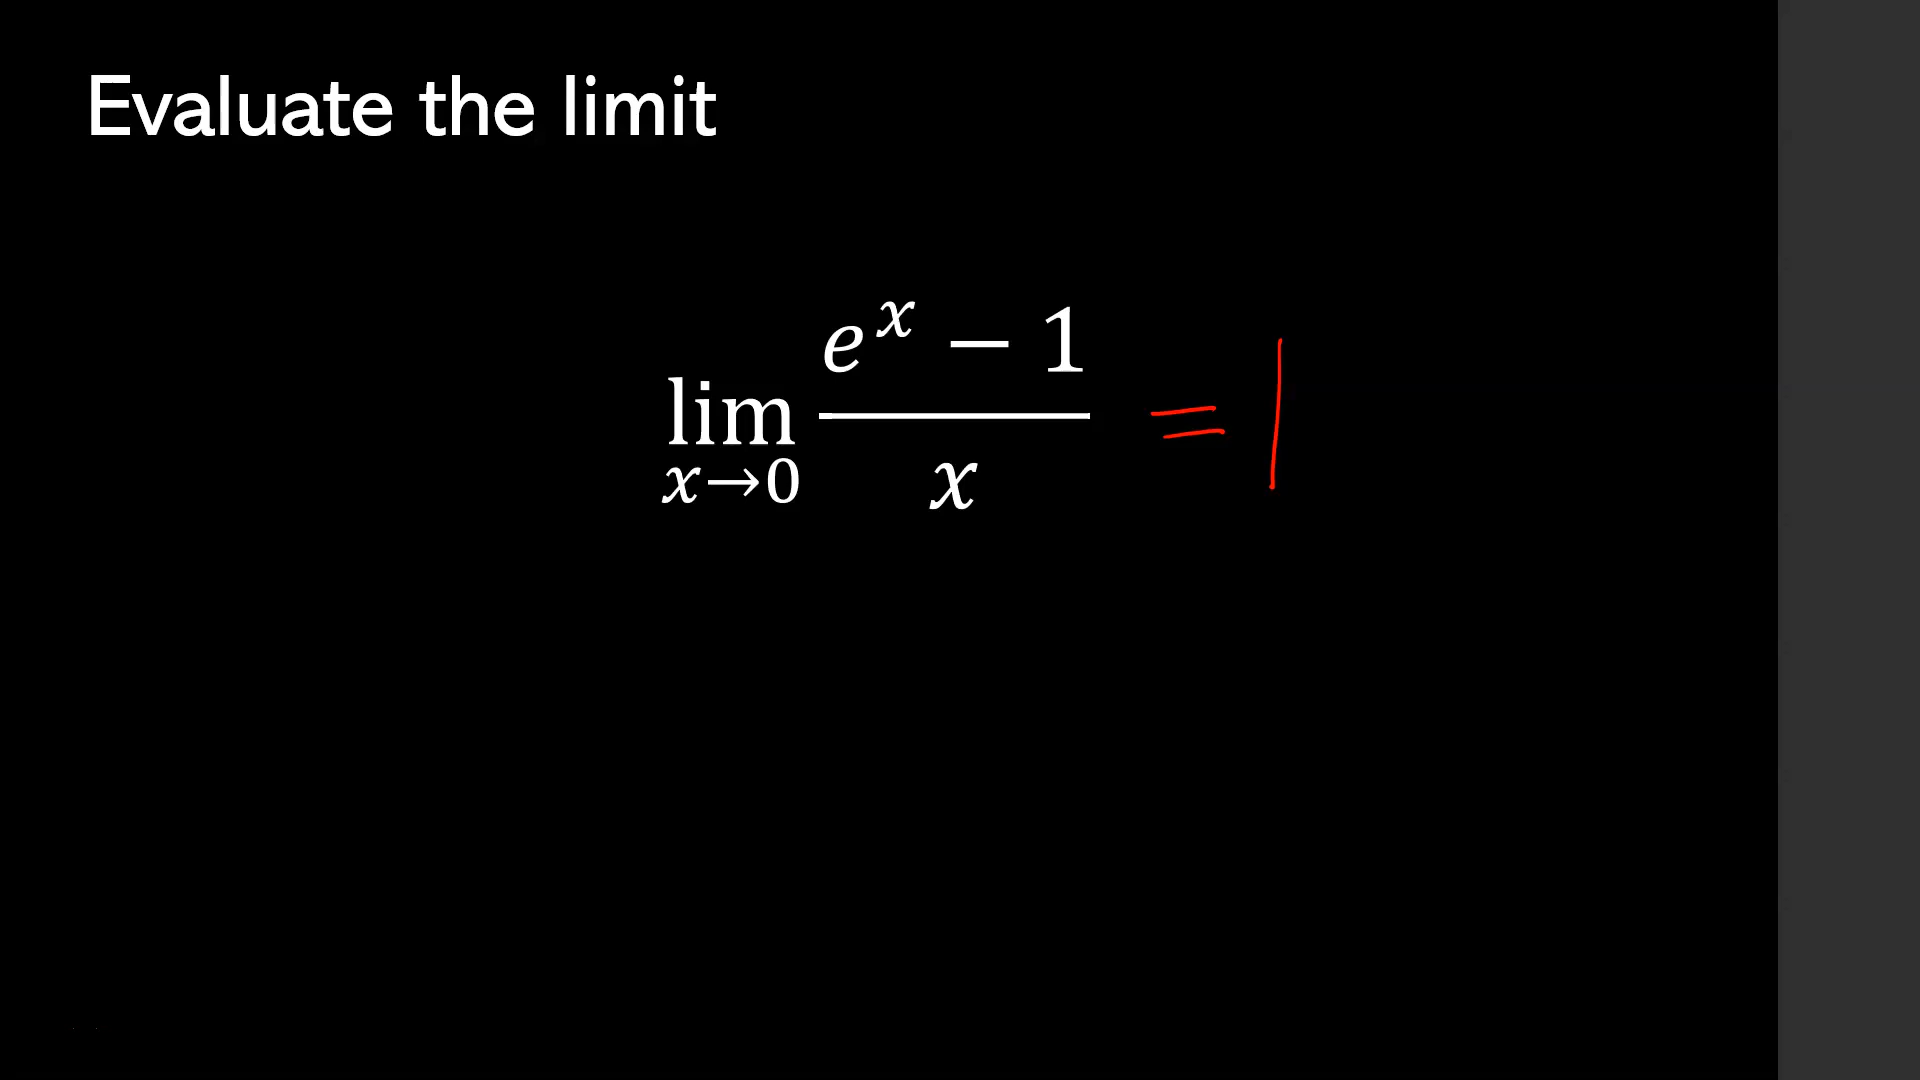 Evaluate the limit
lim x→0 (e^x − 1)/x = 1